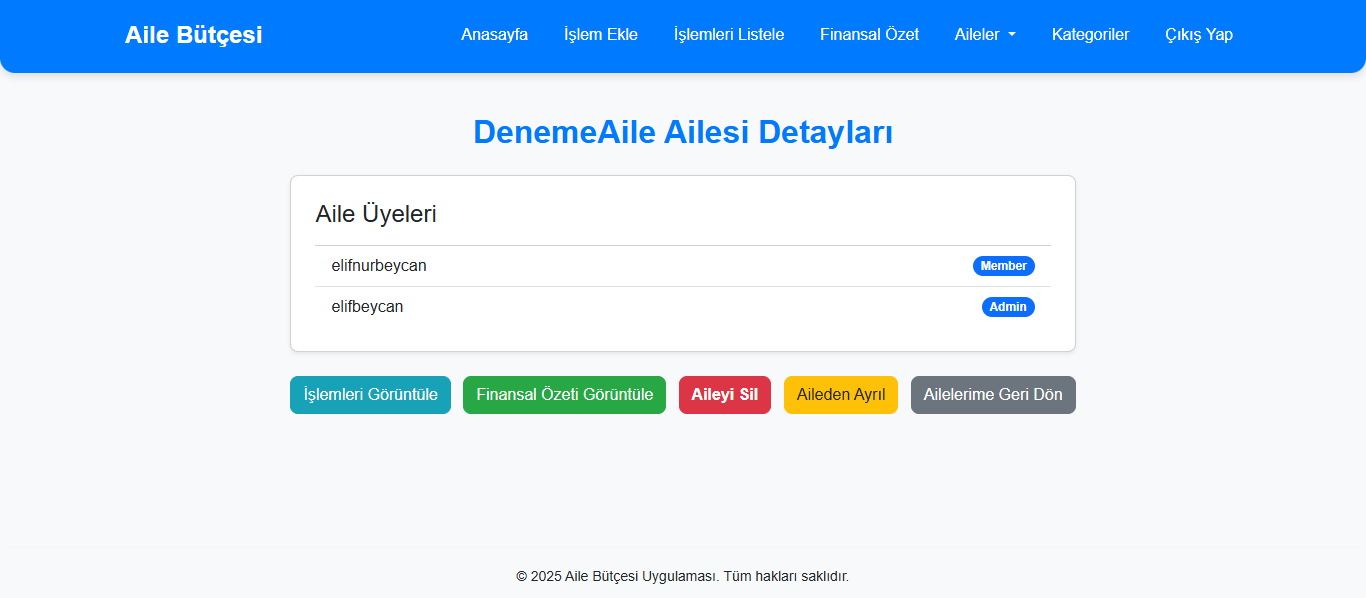 Aile Bütçesi Anasayfa İşlem Ekle İşlemleri Listele Finansal Özet Aileler Kategoriler Çıkış Yap
DenemeAile Ailesi Detayları
Aile Üyeleri
elifnurbeycan Member
elifbeycan Admin
İşlemleri Görüntüle Finansal Özeti Görüntüle Aileyi Sil Aileden Ayrıl Ailelerime Geri Dön
© 2025 Aile Bütçesi Uygulaması. Tüm hakları saklıdır.